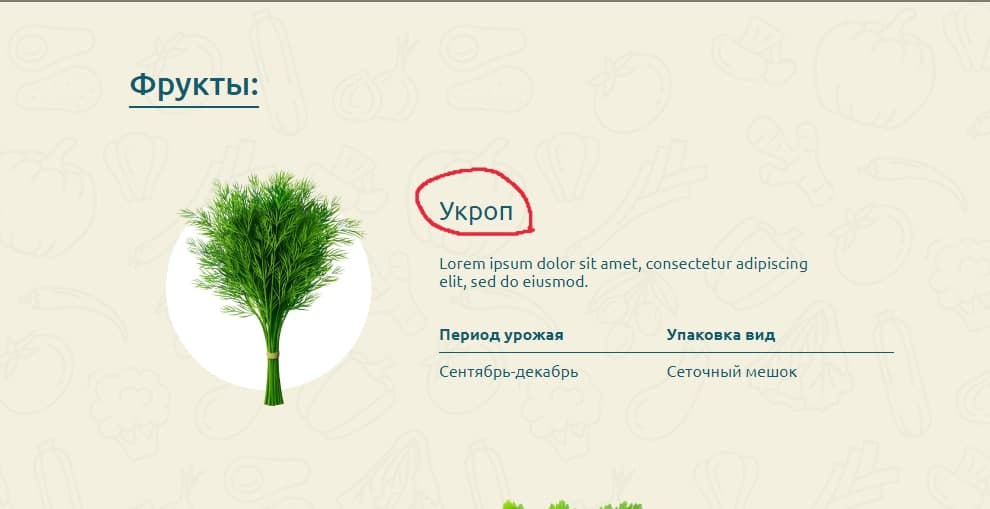 Фрукты:
Укроп
Lorem ipsum dolor sit amet, consectetur adipiscing
elit, sed do eiusmod.
Период урожая Упаковка вид
Сентябрь-декабрь Сеточный мешок